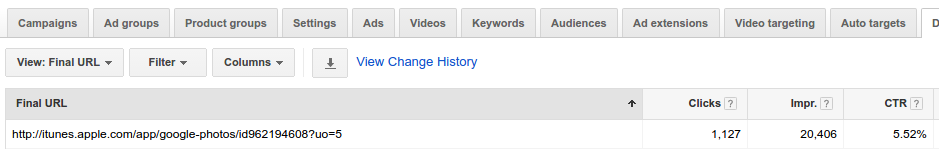 Campaigns Ad groups Product groups Settings Ads Videos Keywords Audiences Ad extensions Video targeting Auto targets
View: Final URL Filter Columns View Change History
Final URL Clicks ? Impr. ? CTR ?
http://itunes.apple.com/app/google-photos/id962194608?uo=5 1,127 20,406 5.52%